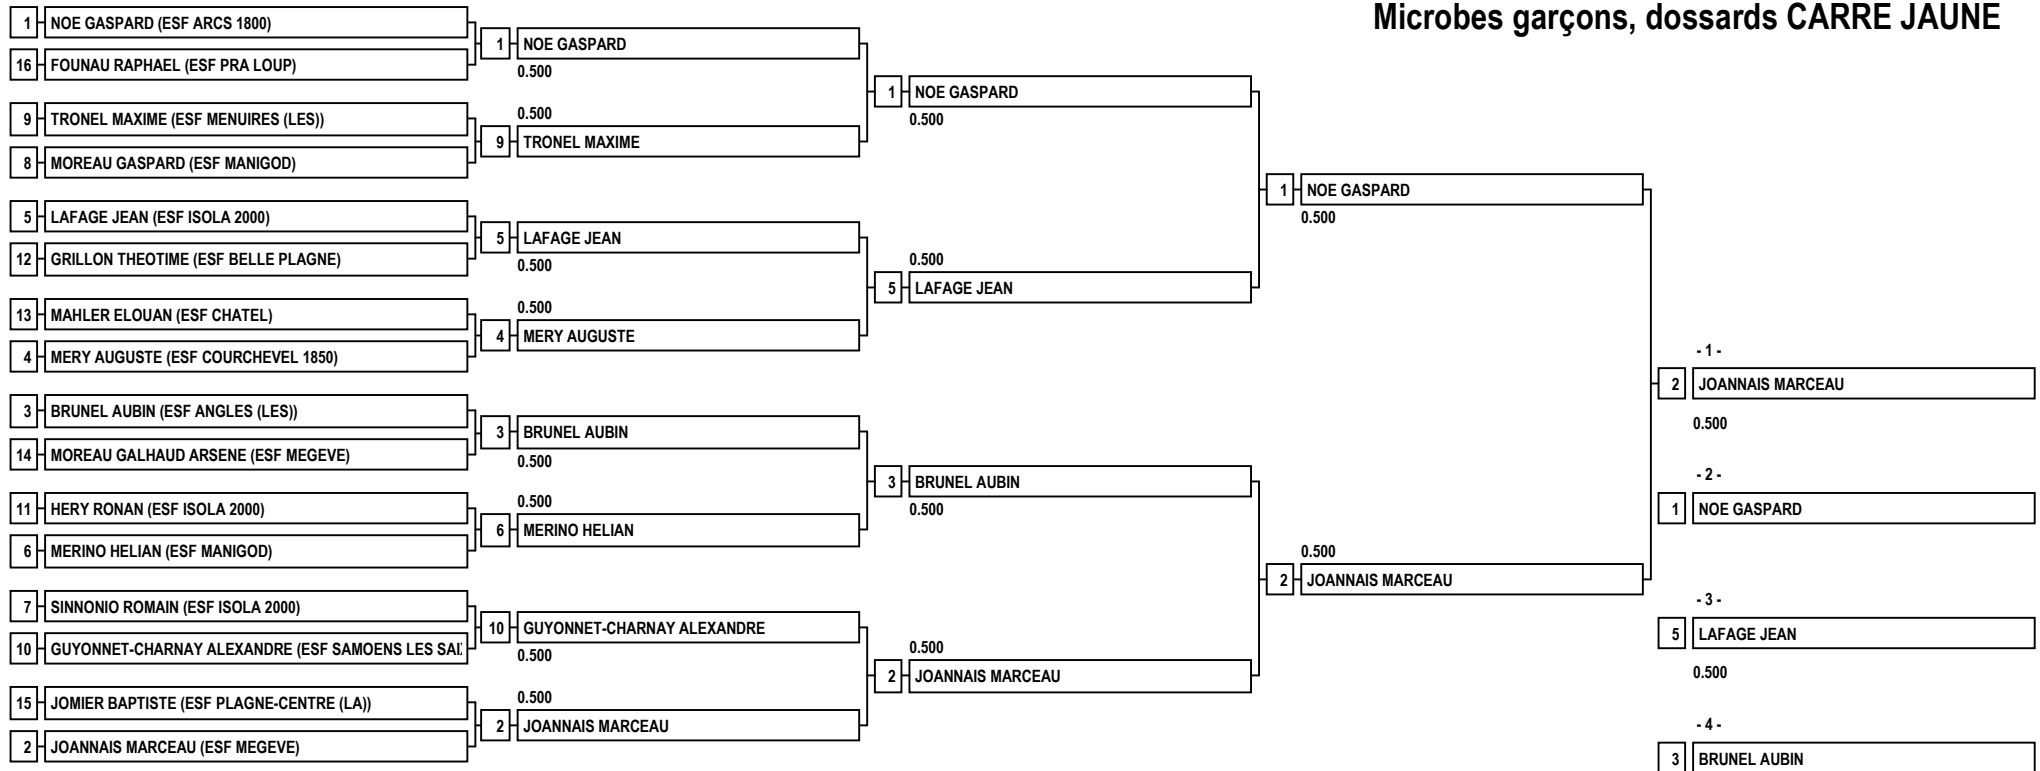 Microbes garçons, dossards CARRE JAUNE
1 NOE GASPARD (ESF ARCS 1800)
16 FOUNAU RAPHAEL (ESF PRA LOUP)
9 TRONEL MAXIME (ESF MENUIRES (LES))
8 MOREAU GASPARD (ESF MANIGOD)
5 LAFAGE JEAN (ESF ISOLA 2000)
12 GRILLON THEOTIME (ESF BELLE PLAGNE)
13 MAHLER ELOUAN (ESF CHATEL)
4 MERY AUGUSTE (ESF COURCHEVEL 1850)
3 BRUNEL AUBIN (ESF ANGLES (LES))
14 MOREAU GALHAUD ARSENE (ESF MEGEVE)
11 HERY RONAN (ESF ISOLA 2000)
6 MERINO HELIAN (ESF MANIGOD)
7 SINNONIO ROMAIN (ESF ISOLA 2000)
10 GUYONNET-CHARNAY ALEXANDRE (ESF SAMOENS LES SAI
15 JOMIER BAPTISTE (ESF PLAGNE-CENTRE (LA))
2 JOANNAIS MARCEAU (ESF MEGEVE)
1 NOE GASPARD
0.500
0.500
9 TRONEL MAXIME
5 LAFAGE JEAN
0.500
0.500
4 MERY AUGUSTE
3 BRUNEL AUBIN
0.500
0.500
6 MERINO HELIAN
10 GUYONNET-CHARNAY ALEXANDRE
0.500
0.500
2 JOANNAIS MARCEAU
1 NOE GASPARD
0.500
0.500
5 LAFAGE JEAN
3 BRUNEL AUBIN
0.500
0.500
2 JOANNAIS MARCEAU
1 NOE GASPARD
0.500
0.500
2 JOANNAIS MARCEAU
- 1 -
2 JOANNAIS MARCEAU
0.500
- 2 -
1 NOE GASPARD
- 3 -
5 LAFAGE JEAN
0.500
- 4 -
3 BRUNEL AUBIN